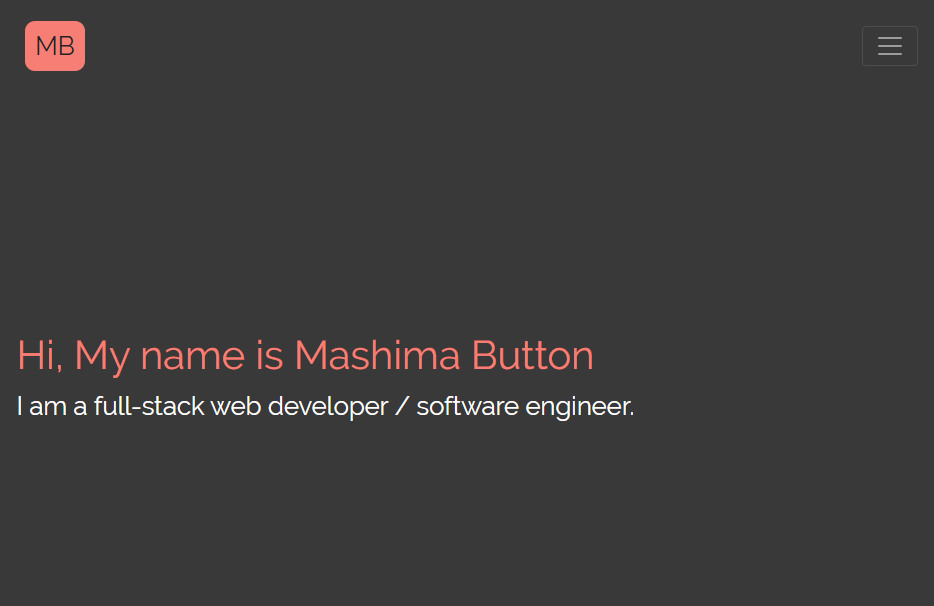 MB
Hi, My name is Mashima Button
I am a full-stack web developer / software engineer.